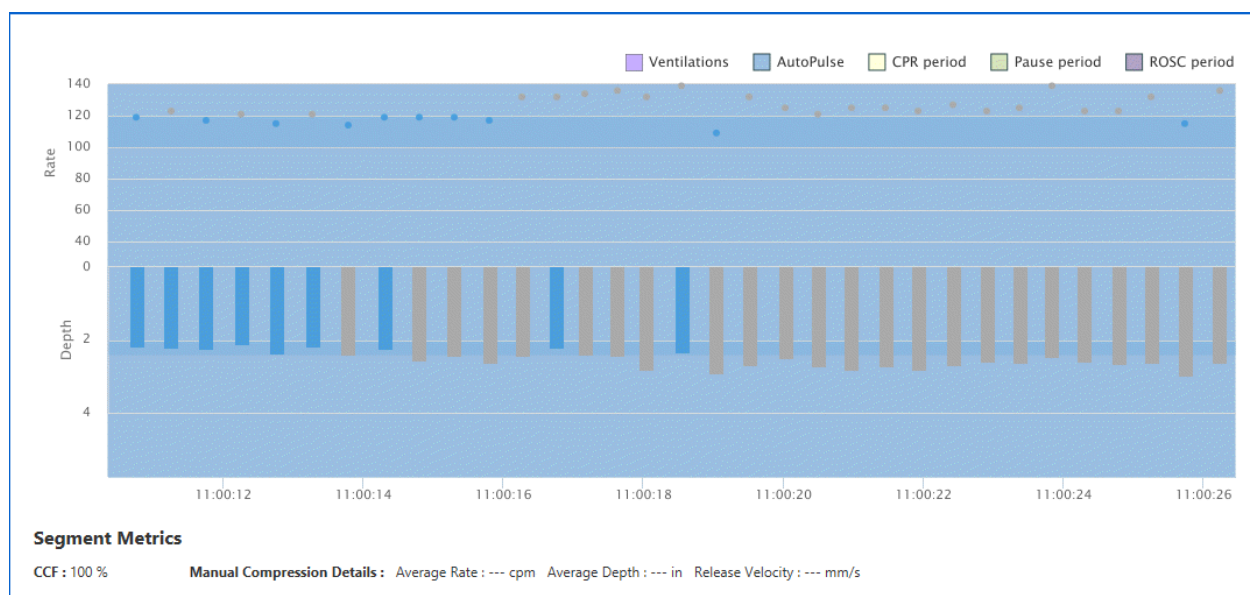 Ventilations AutoPulse CPR period Pause period ROSC period
Rate
140
120
100
80
60
40
0
Depth
2
4
11:00:12 11:00:14 11:00:16 11:00:18 11:00:20 11:00:22 11:00:24 11:00:26
Segment Metrics
CCF : 100 % Manual Compression Details : Average Rate : --- cpm Average Depth : --- in Release Velocity : --- mm/s